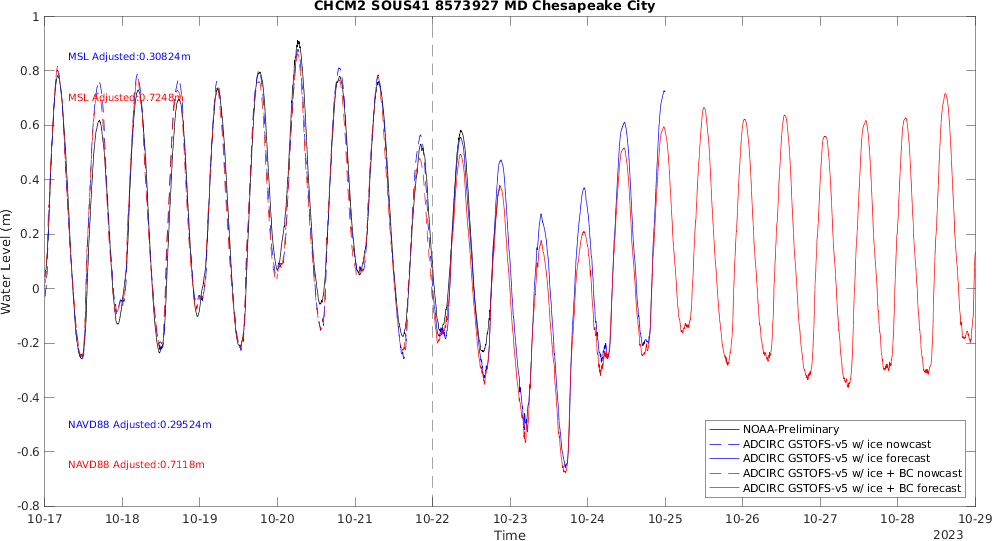 CHCM2 SOUS41 8573927 MD Chesapeake City
Water Level (m)
1
0.8
0.6
0.4
0.2
0
-0.2
-0.4
-0.6
-0.8
MSL Adjusted:0.30824m
MSL Adjusted:0.7248m
NAVD88 Adjusted:0.29524m
NAVD88 Adjusted:0.7118m
NOAA-Preliminary
ADCIRC GSTOFS-v5 w/ ice nowcast
ADCIRC GSTOFS-v5 w/ ice forecast
ADCIRC GSTOFS-v5 w/ ice + BC nowcast
ADCIRC GSTOFS-v5 w/ ice + BC forecast
10-17 10-18 10-19 10-20 10-21 10-22 10-23 10-24 10-25 10-26 10-27 10-28 10-29
Time
2023